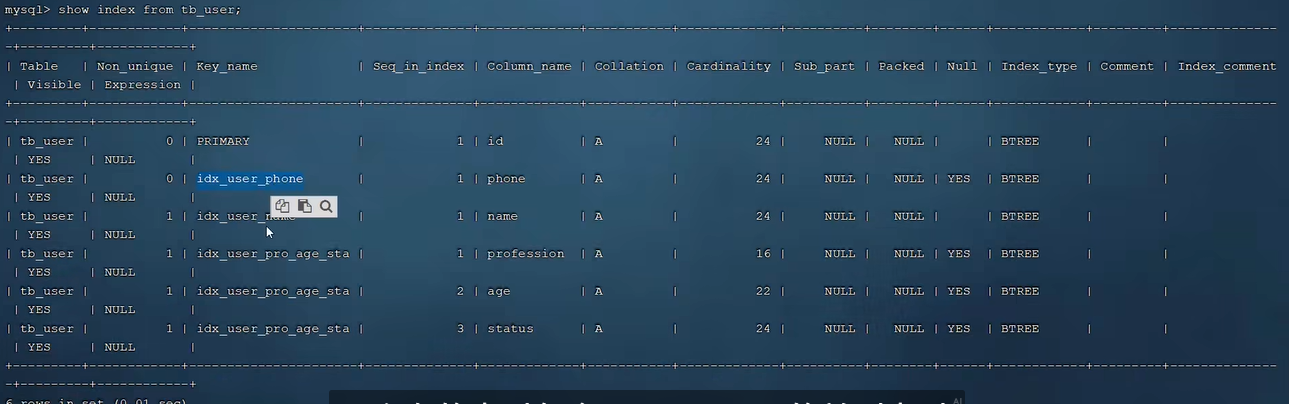 mysql> show index from tb_user;
+---------+------------+----------------------+--------------+-------------+-----------+-------------+----------+--------+------+------------+---------+---------------
-+---------+------------+
| Table | Non_unique | Key_name | Seq_in_index | Column_name | Collation | Cardinality | Sub_part | Packed | Null | Index_type | Comment | Index_comment
| Visible | Expression |
+---------+------------+----------------------+--------------+-------------+-----------+-------------+----------+--------+------+------------+---------+---------------
-+---------+------------+
| tb_user | 0 | PRIMARY | 1 | id | A | 24 | NULL | NULL | | BTREE | |
| YES | NULL |
| tb_user | 0 | idx_user_phone | 1 | phone | A | 24 | NULL | NULL | YES | BTREE | |
| YES | NULL |
| tb_user | 1 | idx_user_name | 1 | name | A | 24 | NULL | NULL | | BTREE | |
| YES | NULL |
| tb_user | 1 | idx_user_pro_age_sta | 1 | profession | A | 16 | NULL | NULL | YES | BTREE | |
| YES | NULL |
| tb_user | 1 | idx_user_pro_age_sta | 2 | age | A | 22 | NULL | NULL | YES | BTREE | |
| YES | NULL |
| tb_user | 1 | idx_user_pro_age_sta | 3 | status | A | 24 | NULL | NULL | YES | BTREE | |
| YES | NULL |
+---------+------------+----------------------+--------------+-------------+-----------+-------------+----------+--------+------+------------+---------+---------------
-+---------+------------+
6 rows in set (0.01 sec)
AI